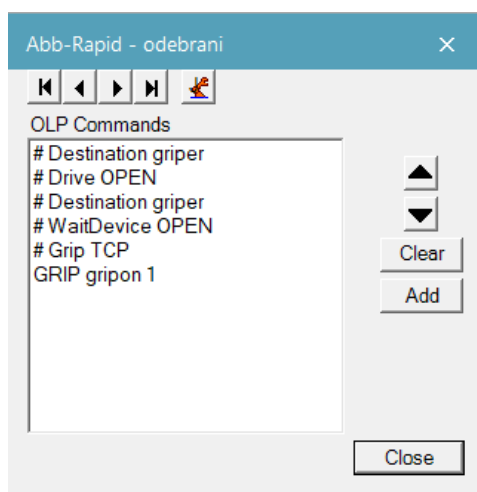 Abb-Rapid - odebrani
OLP Commands
# Destination griper
# Drive OPEN
# Destination griper
# WaitDevice OPEN
# Grip TCP
GRIP gripon 1
Clear
Add
Close